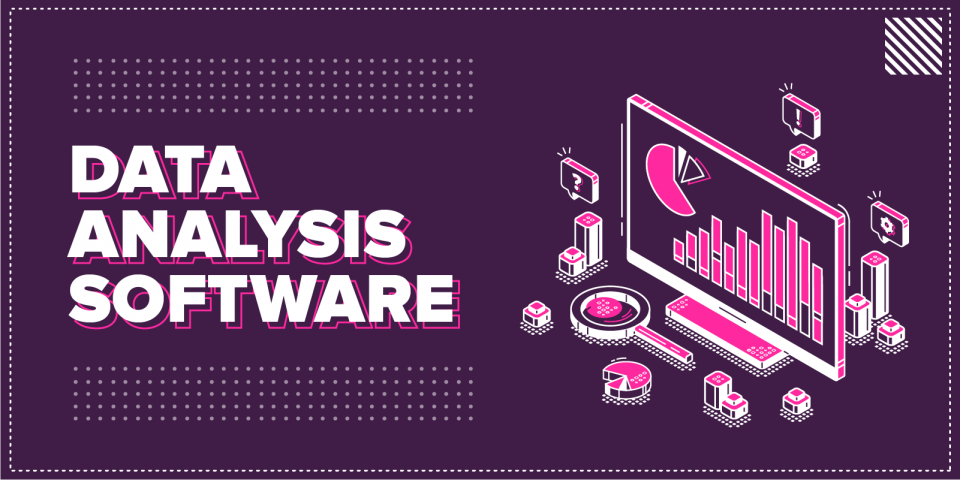 DATA
ANALYSIS
SOFTWARE
!
?